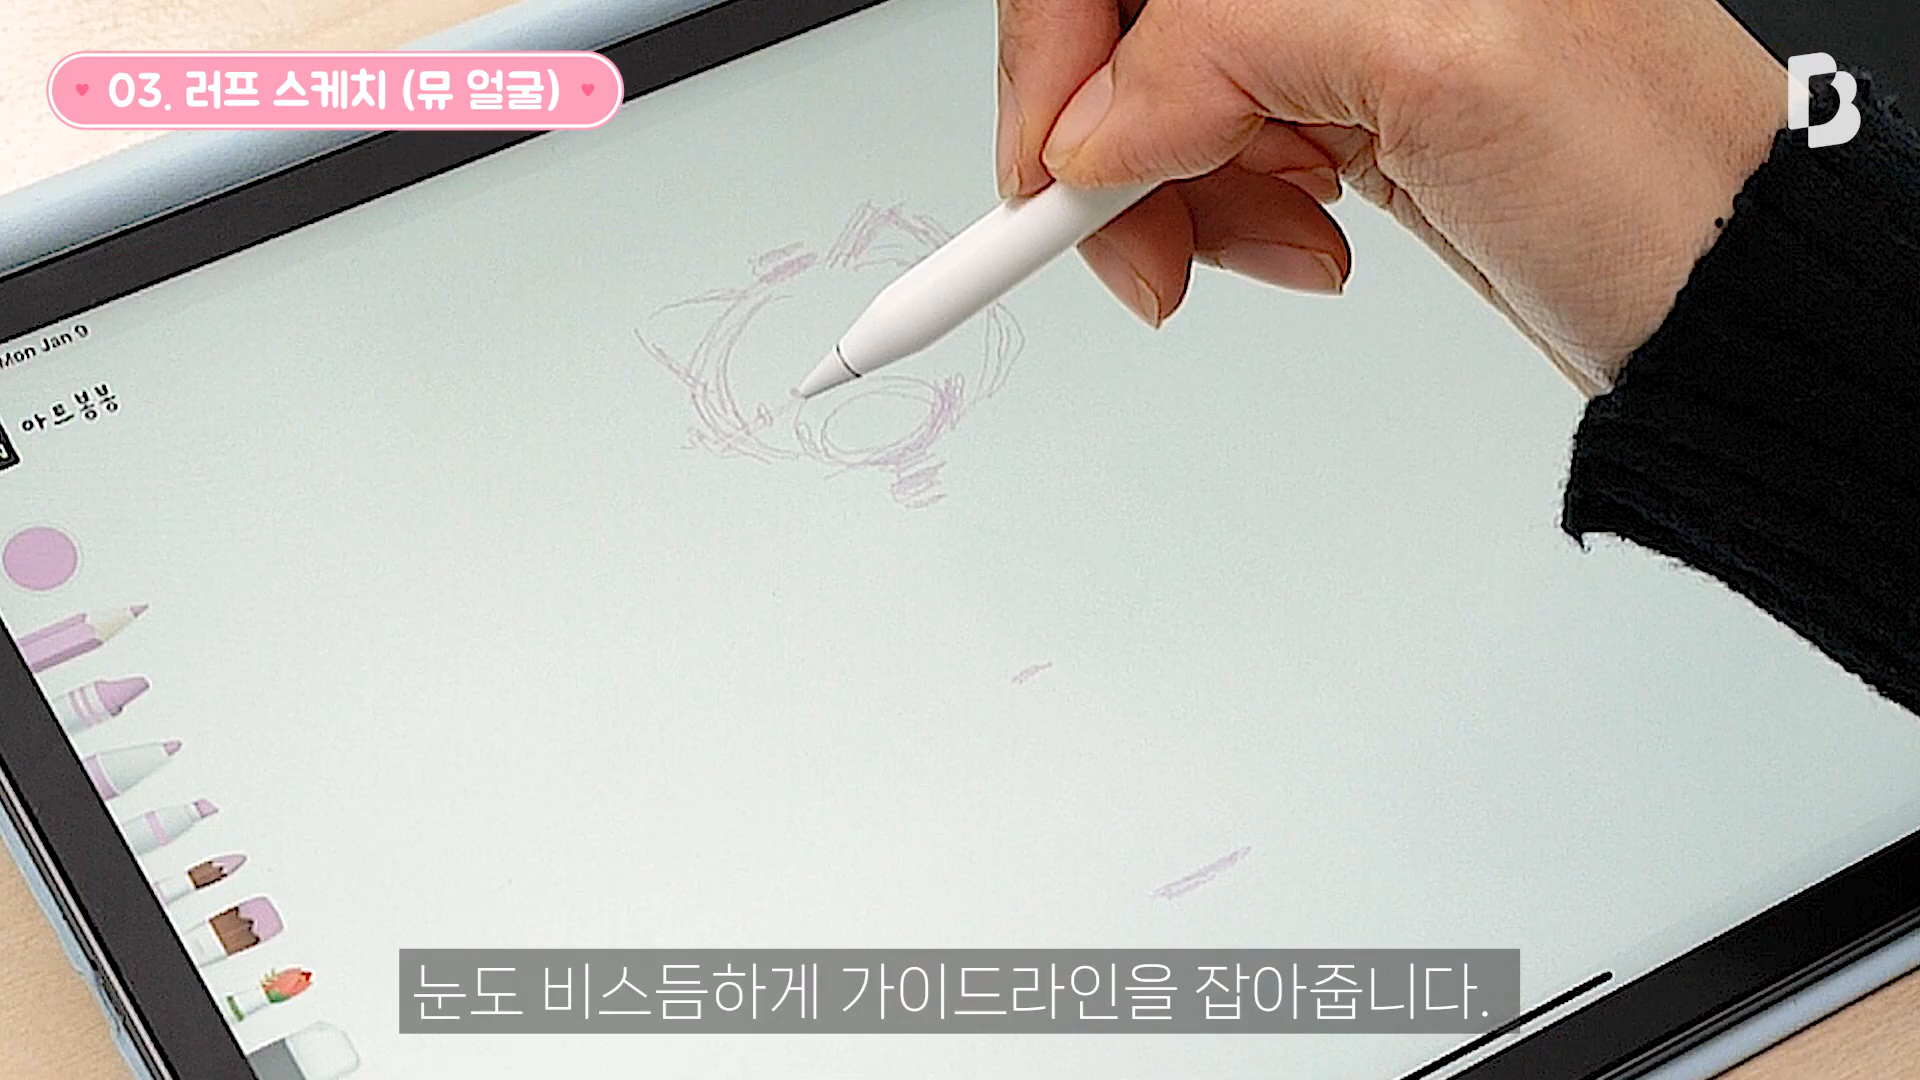 03. 러프 스케치 (뮤 얼굴)
B
Mon Jan 9
아트봉봉
눈도 비스듬하게 가이드라인을 잡아줍니다.